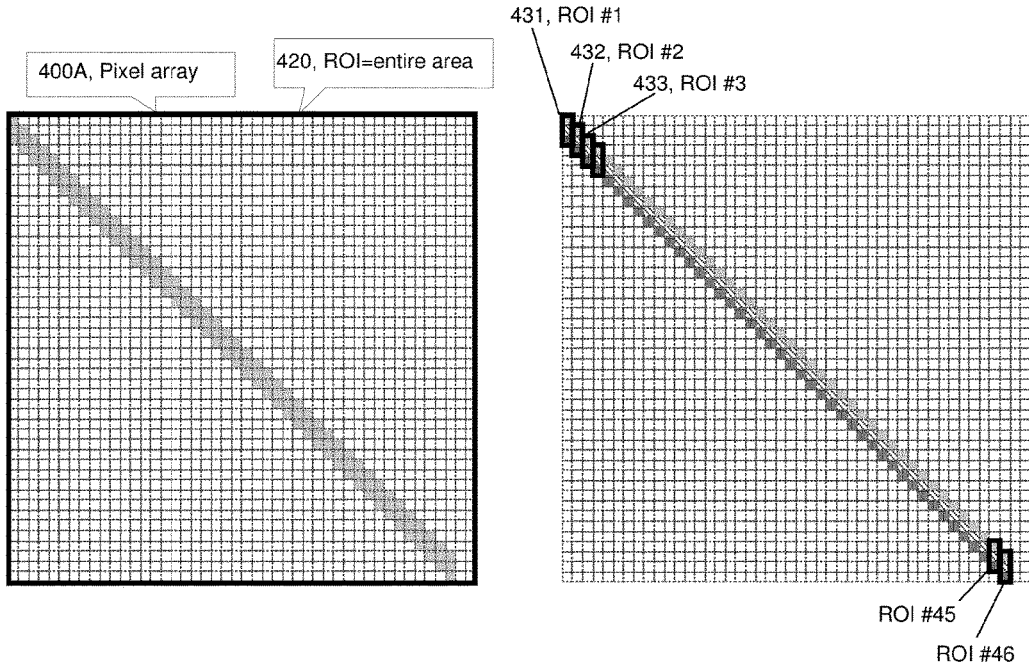 431, ROI #1
432, ROI #2
433, ROI #3
400A, Pixel array
420, ROI=entire area
ROI #45
ROI #46